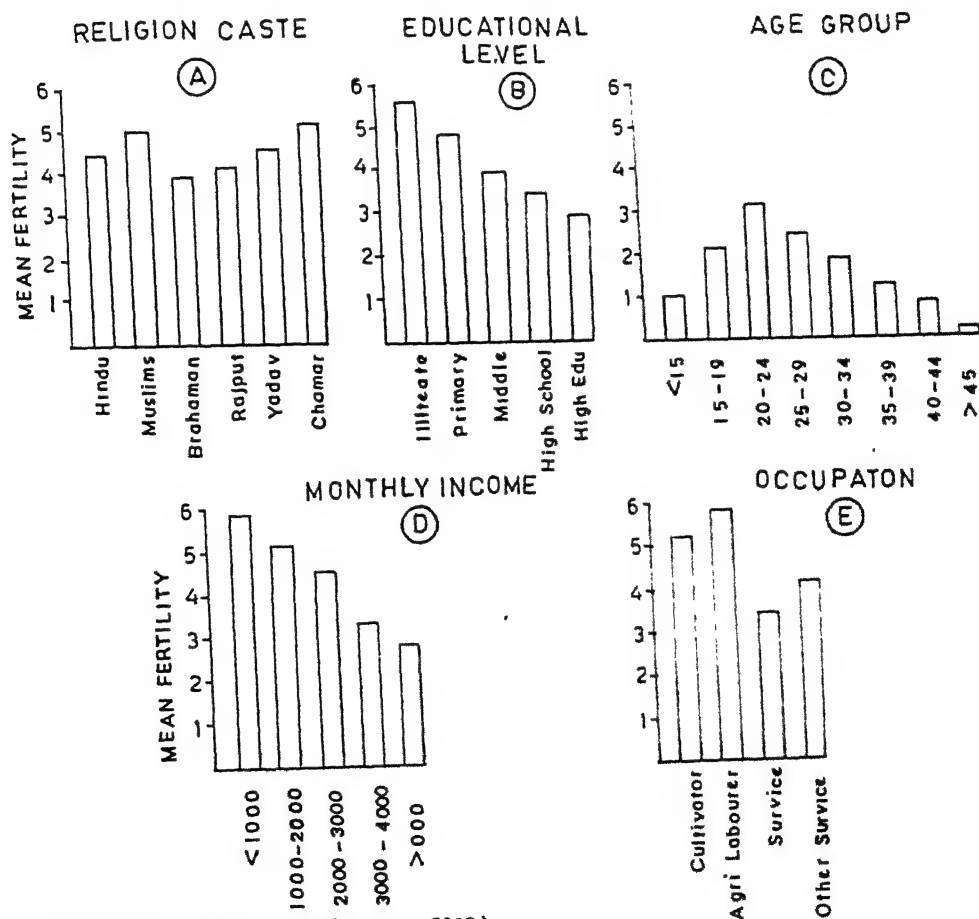 RELIGION CASTE
A
MEAN FERTILITY
6
5
4
3
2
1
Hindu
Muslims
Brahaman
Rajput
Yadav
Chamar
EDUCATIONAL
LEVEL
B
6
5
4
3
2
1
Illiteate
Primary
Middle
High School
High Edu
AGE GROUP
C
6
5
4
3
2
1
<15
15-19
20-24
25-29
30-34
35-39
40-44
>45
MONTHLY INCOME
D
MEAN FERTILITY
6
5
4
3
2
1
<1000
1000-2000
2000-3000
3000-4000
>000
OCCUPATON
E
6
5
4
3
2
1
Cultivator
Agri Labourer
Survice
Other Survice